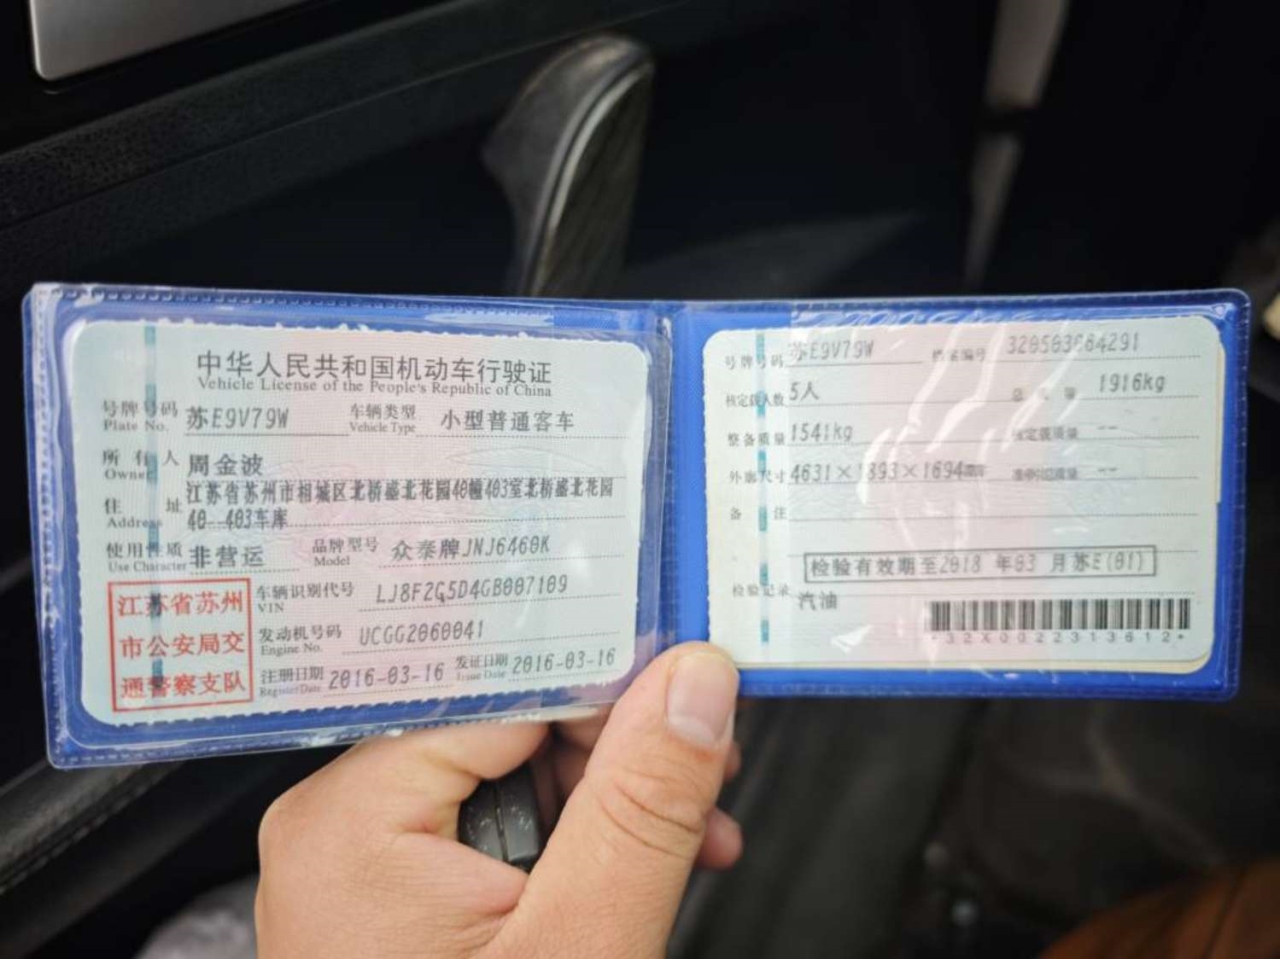 中华人民共和国机动车行驶证
Vehicle License of the People's Republic of China
号牌号码 苏E9V79W 车辆类型 小型普通客车
Plate No. Vehicle Type
所有人 周金波
Owner
住址 江苏省苏州市相城区北桥盛北花园40幢403室北桥盛北花园
Address 40--403车库
使用性质 非营运 品牌型号 众泰牌JNJ6460K
Use Character Model
江苏省苏州
市公安局交
通警察支队
车辆识别代号 LJ8F2G5D4GB007109
VIN
发动机号码 UCGG2060041
Engine No.
注册日期 2016-03-16 发证日期 2016-03-16
Register Date Issue Date
号牌号码 苏E9V79W 档案编号
核定载人数 5人 总质量 1916kg
整备质量 1541kg 核定载质量 --
外廓尺寸 4631×1893×1694 --
备注
检验有效期至2018 年03 月苏E(01)
检验记录 汽油
*32X0022313612*